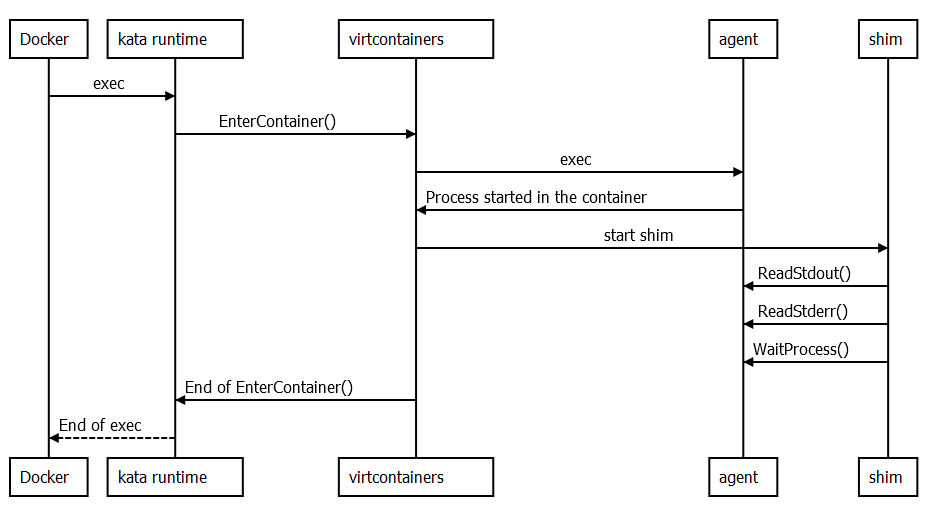 Docker
kata runtime
virtcontainers
agent
shim
exec
EnterContainer()
exec
Process started in the container
start shim
ReadStdout()
ReadStderr()
WaitProcess()
End of EnterContainer()
End of exec
Docker
kata runtime
virtcontainers
agent
shim